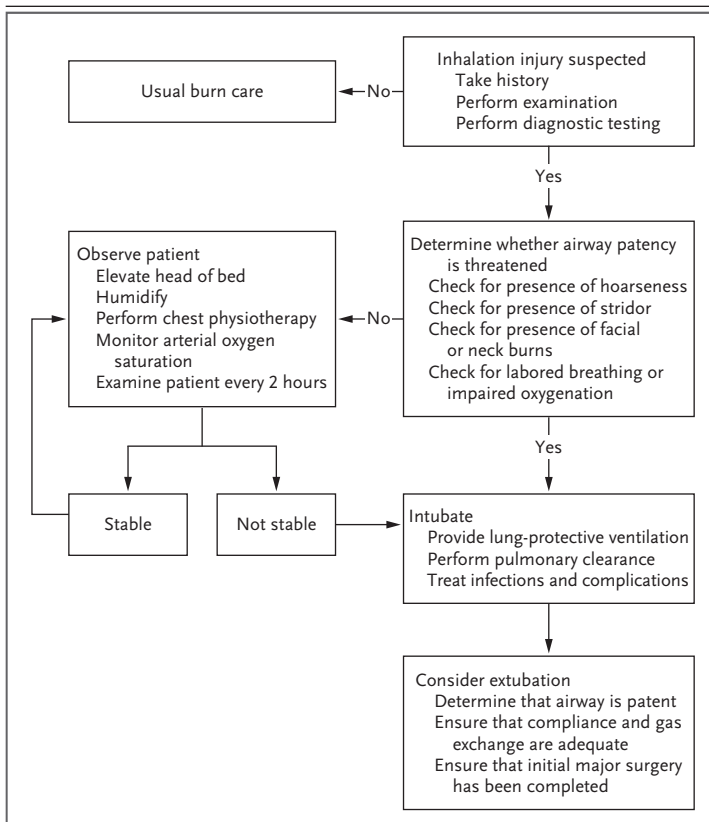 Inhalation injury suspected
Take history
Perform examination
Perform diagnostic testing
No
Usual burn care
Yes
Determine whether airway patency
is threatened
Check for presence of hoarseness
Check for presence of stridor
Check for presence of facial
or neck burns
Check for labored breathing or
impaired oxygenation
No
Observe patient
Elevate head of bed
Humidify
Perform chest physiotherapy
Monitor arterial oxygen
saturation
Examine patient every 2 hours
Yes
Stable
Not stable
Intubate
Provide lung-protective ventilation
Perform pulmonary clearance
Treat infections and complications
Consider extubation
Determine that airway is patent
Ensure that compliance and gas
exchange are adequate
Ensure that initial major surgery
has been completed